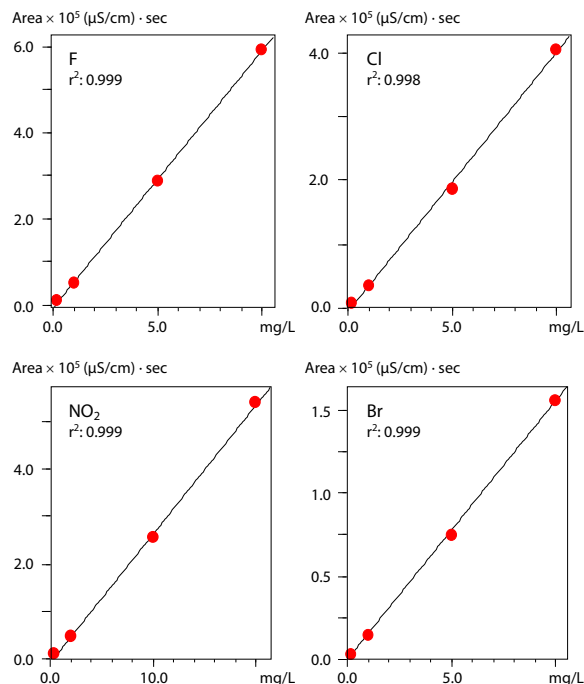 Area × 10⁵ (μS/cm) · sec
F
r²: 0.999
6.0
4.0
2.0
0.0
0.0 5.0 mg/L
Area × 10⁵ (μS/cm) · sec
Cl
r²: 0.998
4.0
2.0
0.0
0.0 5.0 mg/L
Area × 10⁵ (μS/cm) · sec
NO₂
r²: 0.999
4.0
2.0
0.0
0.0 10.0 mg/L
Area × 10⁵ (μS/cm) · sec
Br
r²: 0.999
1.5
1.0
0.5
0.0
0.0 5.0 mg/L